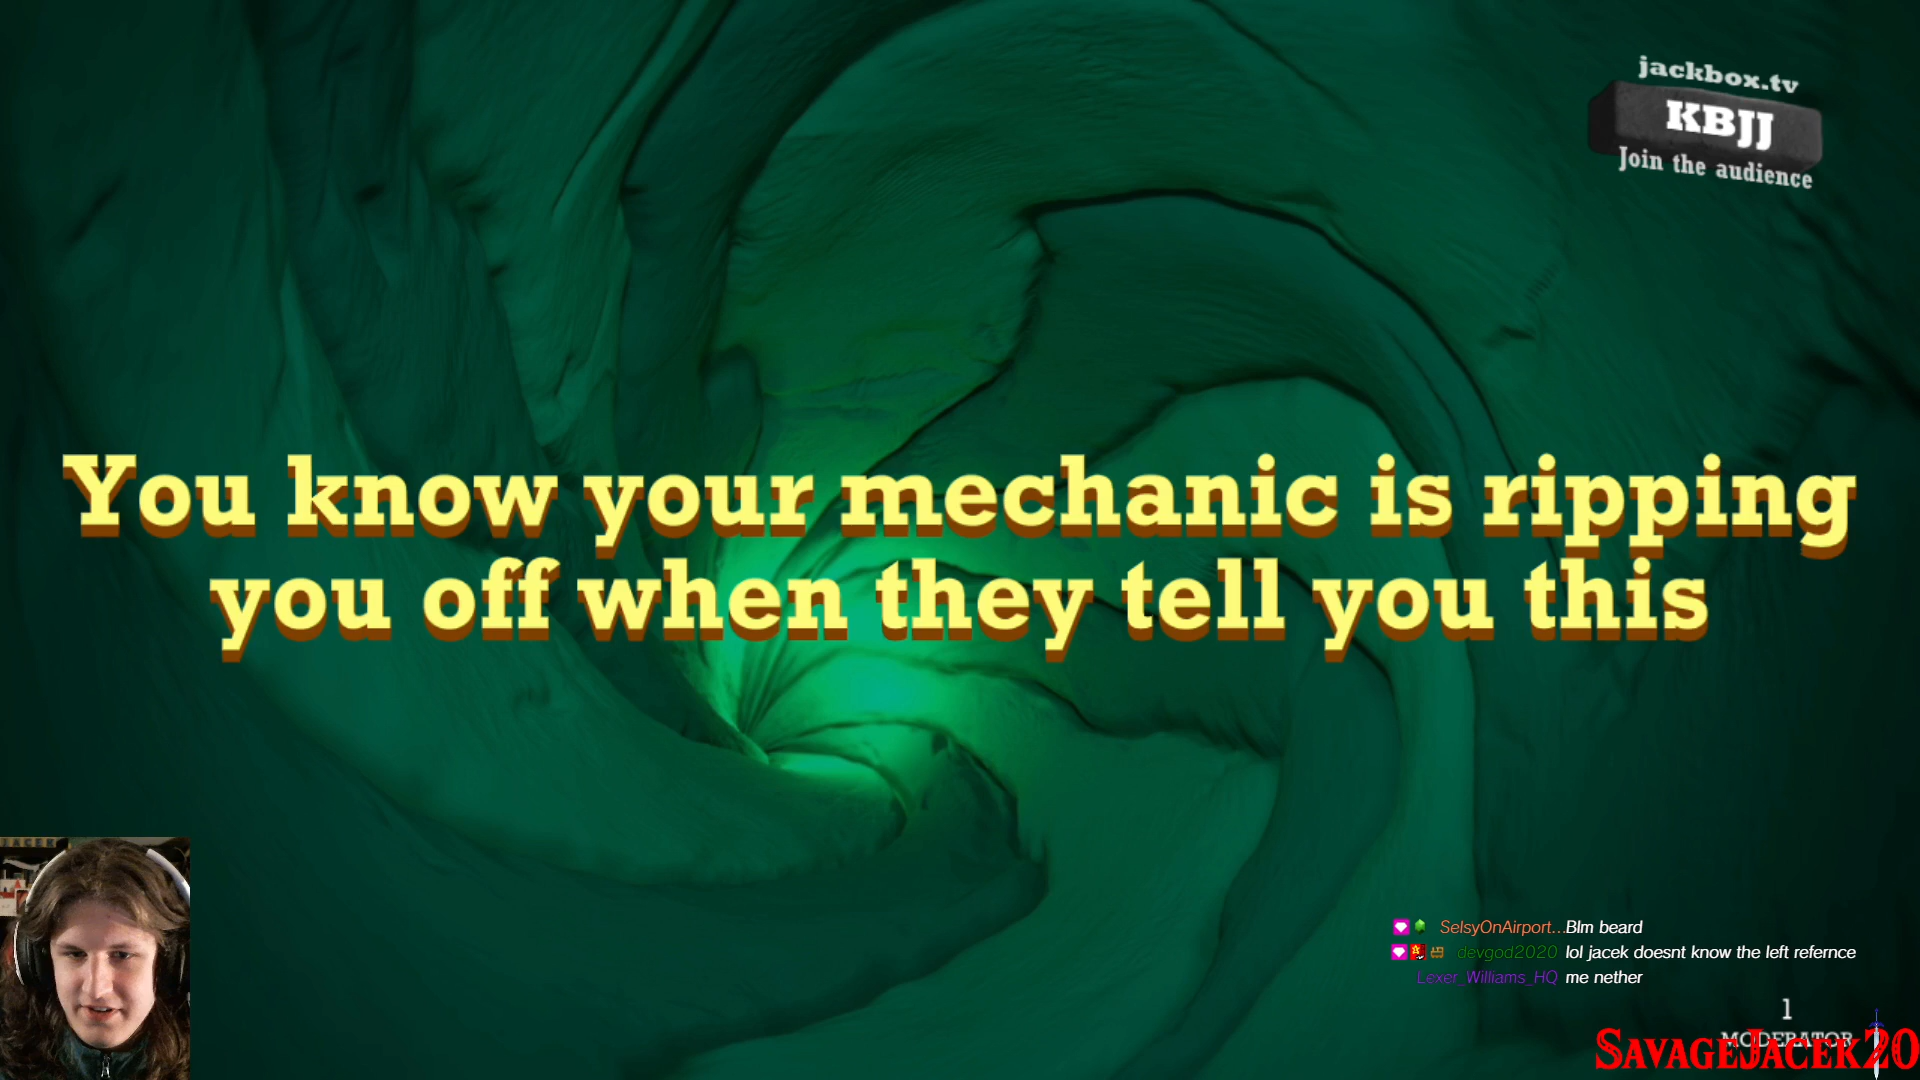 jackbox.tv
KBJJ
Join the audience
You know your mechanic is ripping
you off when they tell you this
SelsyOnAirport... Blm beard
devgod2020 lol jacek doesnt know the left refernce
Lexer_Williams_HQ me nether
1
MODERATOR
SavageJacek20